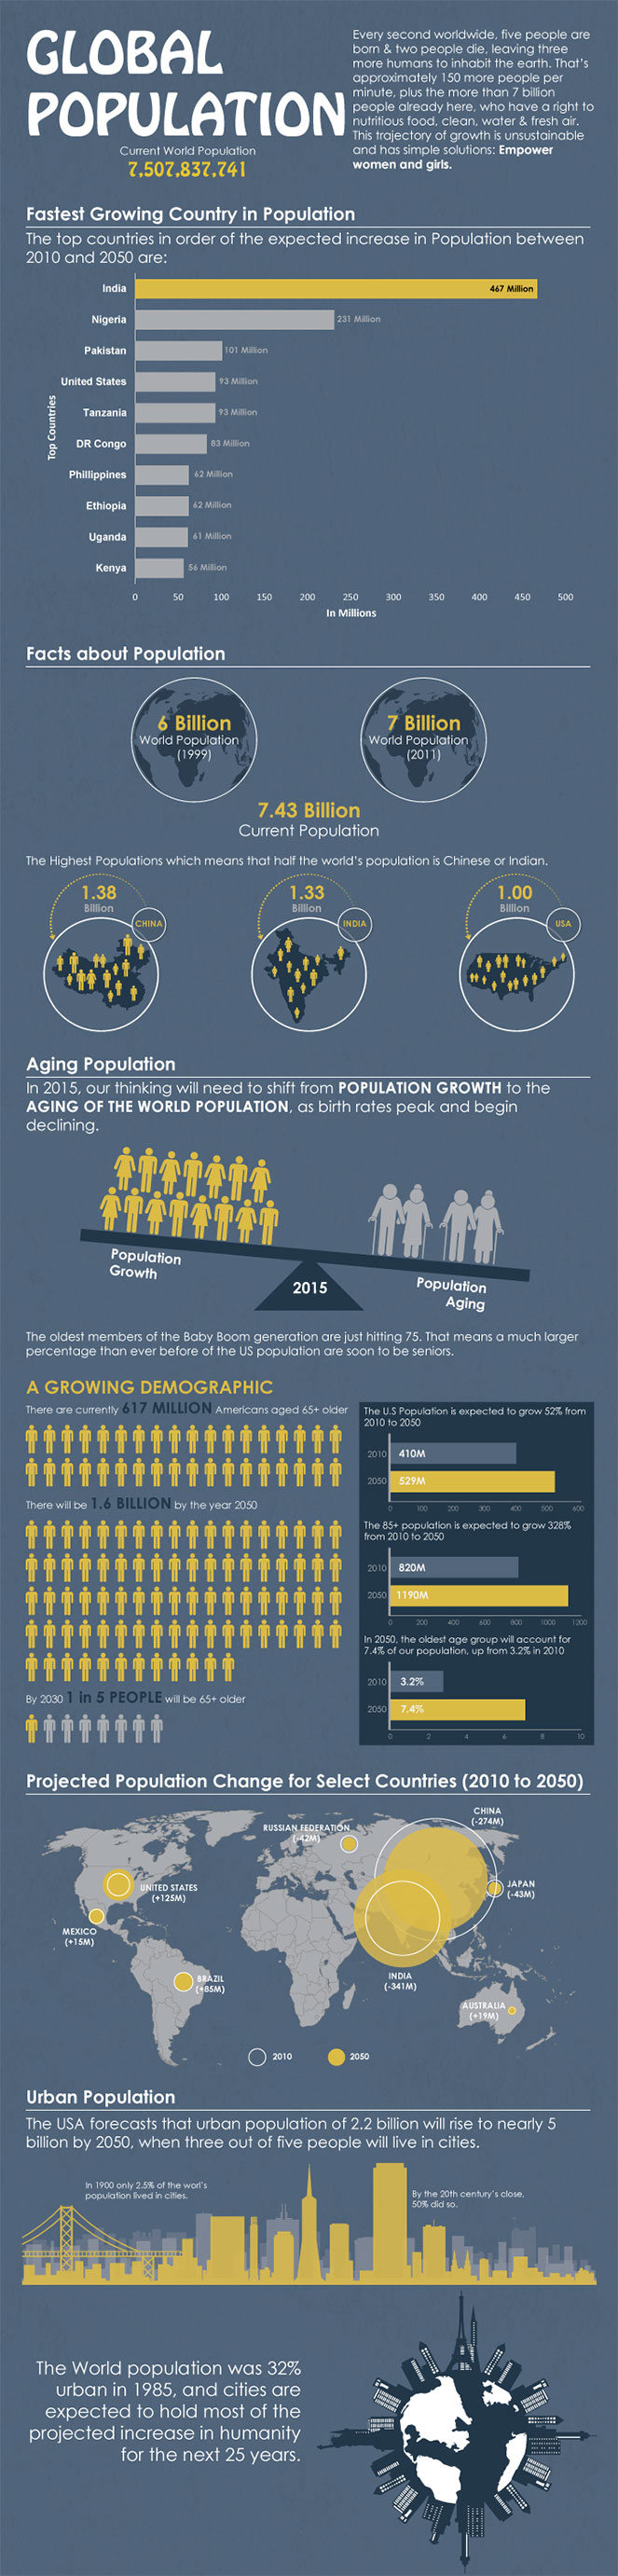 GLOBAL
POPULATION
Current World Population
7,507,837,741
Every second worldwide, five people are
born & two people die, leaving three
more humans to inhabit the earth. That's
approximately 150 more people per
minute, plus the more than 7 billion
people already here, who have a right to
nutritious food, clean, water & fresh air.
This trajectory of growth is unsustainable
and has simple solutions: Empower
women and girls.
Fastest Growing Country in Population
The top countries in order of the expected increase in Population between
2010 and 2050 are:
Top Countries
India
467 Million
Nigeria
231 Million
Pakistan
101 Million
United States
93 Million
Tanzania
93 Million
DR Congo
83 Million
Phillippines
62 Million
Ethiopia
62 Million
Uganda
61 Million
Kenya
56 Million
0 50 100 150 200 250 300 350 400 450 500
In Millions
Facts about Population
6 Billion
World Population
(1999)
7 Billion
World Population
(2011)
7.43 Billion
Current Population
The Highest Populations which means that half the world's population is Chinese or Indian.
1.38
Billion
CHINA
1.33
Billion
INDIA
1.00
Billion
USA
Aging Population
In 2015, our thinking will need to shift from POPULATION GROWTH to the
AGING OF THE WORLD POPULATION, as birth rates peak and begin
declining.
Population
Growth
2015
Population
Aging
The oldest members of the Baby Boom generation are just hitting 75. That means a much larger
percentage than ever before of the US population are soon to be seniors.
A GROWING DEMOGRAPHIC
There are currently 617 MILLION Americans aged 65+ older
There will be 1.6 BILLION by the year 2050
By 2030 1 in 5 PEOPLE will be 65+ older
The U.S Population is expected to grow 52% from
2010 to 2050
2010 410M
2050 529M
0 100 200 300 400 500 600
The 85+ population is expected to grow 328%
from 2010 to 2050
2010 820M
2050 1190M
0 200 400 600 800 1000 1200
In 2050, the oldest age group will account for
7.4% of our population, up from 3.2% in 2010
2010 3.2%
2050 7.4%
0 2 4 6 8 10
Projected Population Change for Select Countries (2010 to 2050)
CHINA
(-274M)
RUSSIAN FEDERATION
(-42M)
UNITED STATES
(+125M)
JAPAN
(-43M)
MEXICO
(+15M)
INDIA
(-341M)
BRAZIL
(+85M)
AUSTRALIA
(+19M)
2010
2050
Urban Population
The USA forecasts that urban population of 2.2 billion will rise to nearly 5
billion by 2050, when three out of five people will live in cities.
In 1900 only 2.5% of the worl's
population lived in cities.
By the 20th century's close,
50% did so.
The World population was 32%
urban in 1985, and cities are
expected to hold most of the
projected increase in humanity
for the next 25 years.